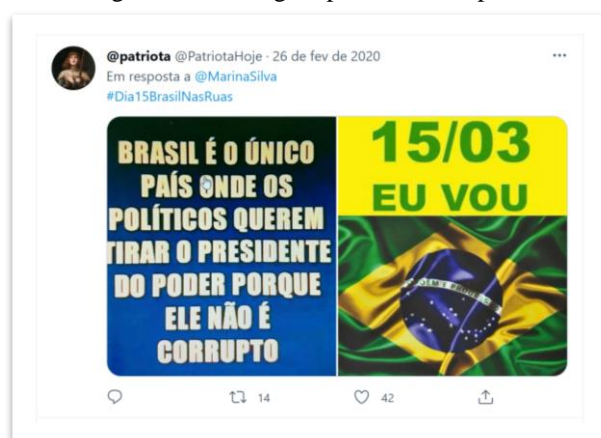 @patriota @PatriotaHoje · 26 de fev de 2020
Em resposta a @MarinaSilva
#Dia15BrasilNasRuas
BRASIL É O ÚNICO
PAÍS ONDE OS
POLÍTICOS QUEREM
TIRAR O PRESIDENTE
DO PODER PORQUE
ELE NÃO É
CORRUPTO
15/03
EU VOU
14
42